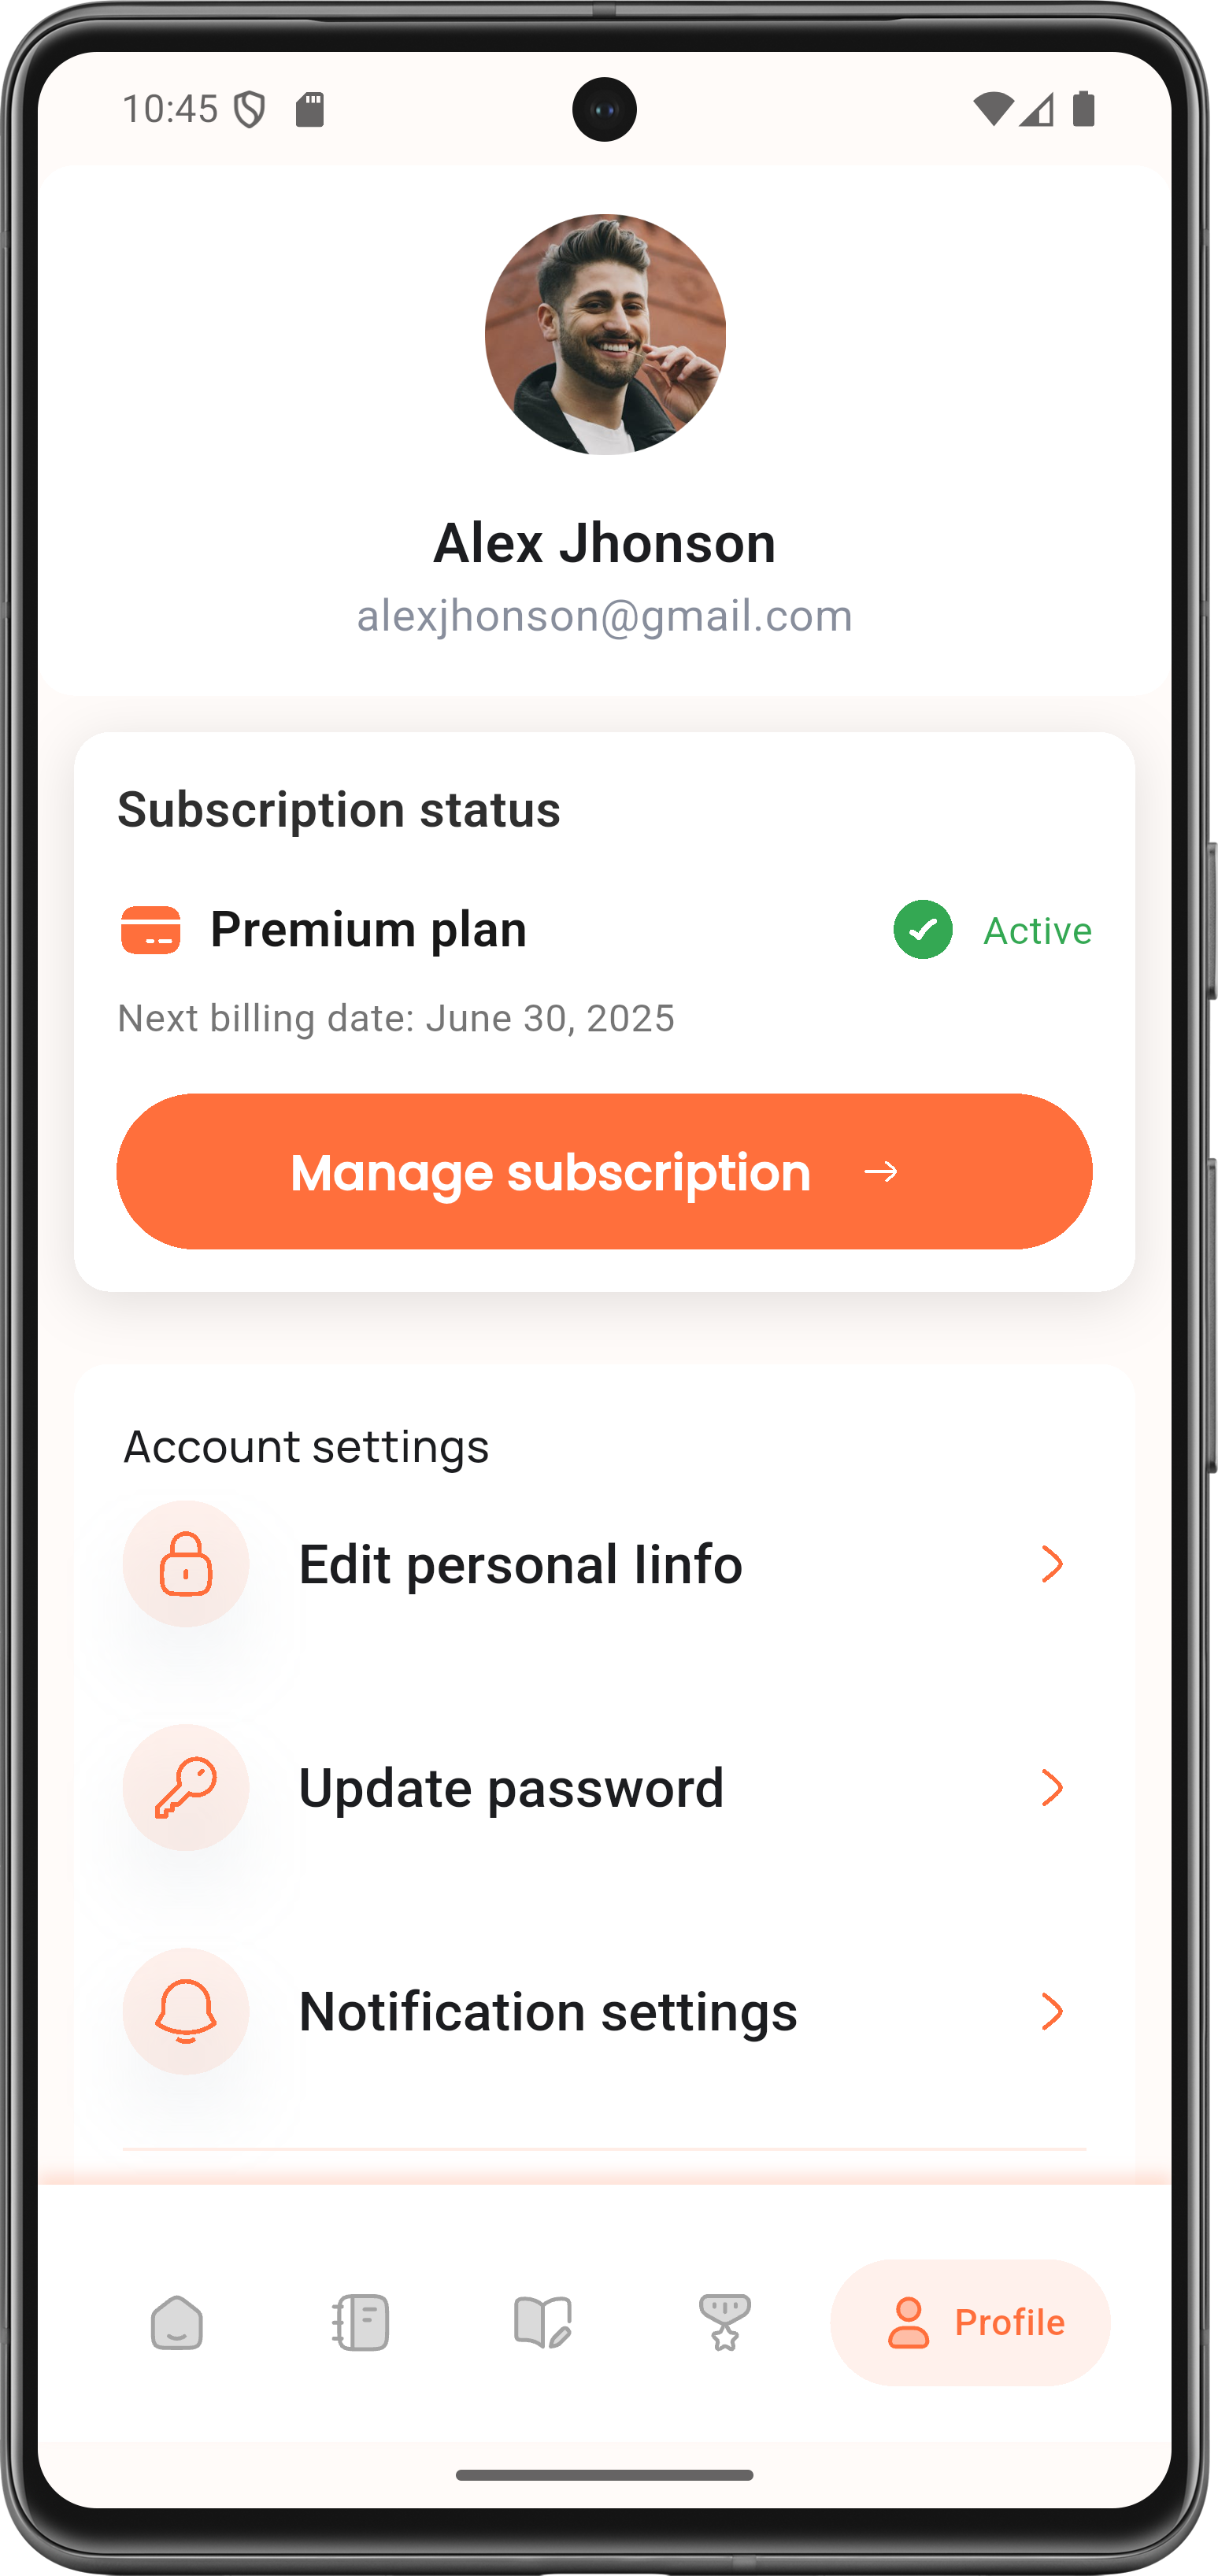 10:45
Alex Jhonson
alexjhonson@gmail.com
Subscription status
Premium plan
Active
Next billing date: June 30, 2025
Manage subscription
Account settings
Edit personal Iinfo
Update password
Notification settings
Profile